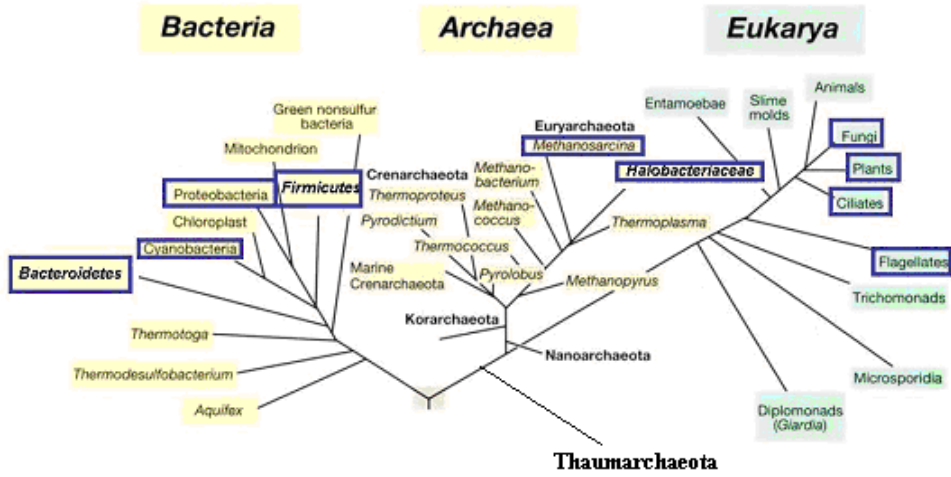 Bacteria
Archaea
Eukarya
Green nonsulfur
bacteria
Mitochondrion
Proteobacteria
Firmicutes
Chloroplast
Cyanobacteria
Bacteroidetes
Thermotoga
Thermodesulfobacterium
Aquifex
Crenarchaeota
Thermoproteus
Pyrodictium
Thermococcus
Marine
Crenarchaeota
Pyrolobus
Korarchaeota
Euryarchaeota
Methanosarcina
Methano-
bacterium
Methano-
coccus
Halobacteriaceae
Thermoplasma
Methanopyrus
Nanoarchaeota
Thaumarchaeota
Entamoebae
Slime
molds
Animals
Fungi
Plants
Ciliates
Flagellates
Trichomonads
Microsporidia
Diplomonads
(Giardia)